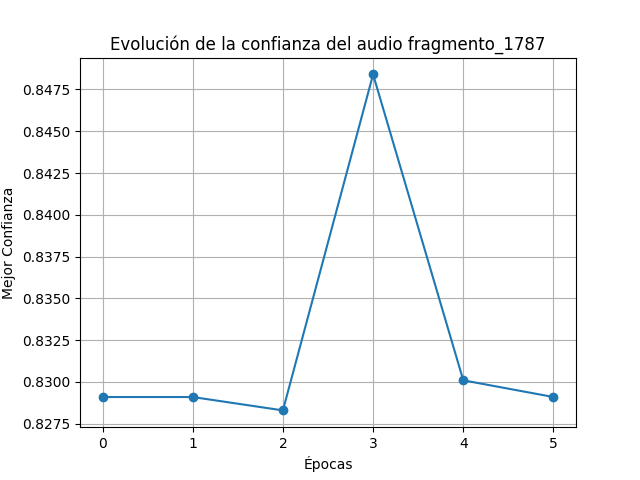 Evolución de la confianza del audio fragmento_1787
Mejor Confianza
0.8475
0.8450
0.8425
0.8400
0.8375
0.8350
0.8325
0.8300
0.8275
0 1 2 3 4 5
Épocas